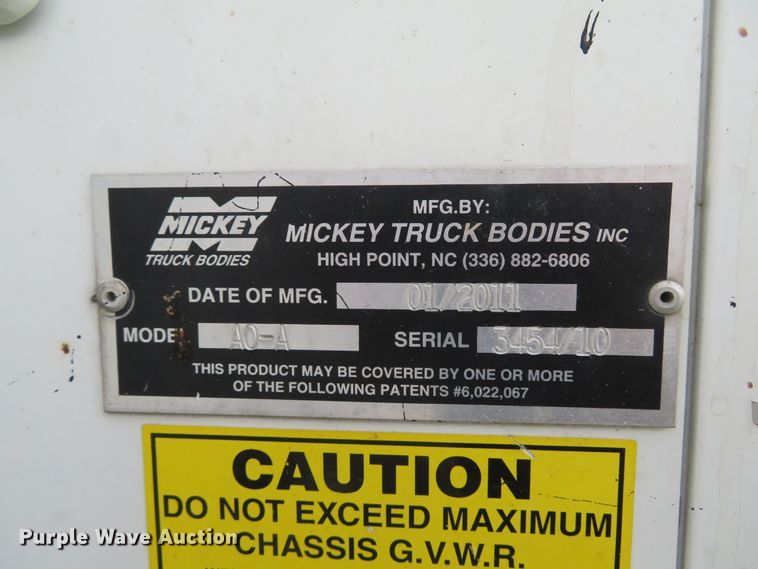 MICKEY
TRUCK BODIES
MFG.BY:
MICKEY TRUCK BODIES INC
HIGH POINT, NC (336) 882-6806
DATE OF MFG. 01/2011
MODEL AO-A SERIAL 3454/10
THIS PRODUCT MAY BE COVERED BY ONE OR MORE
OF THE FOLLOWING PATENTS #6,022,067
CAUTION
DO NOT EXCEED MAXIMUM
CHASSIS G.V.W.R.
Purple Wave Auction